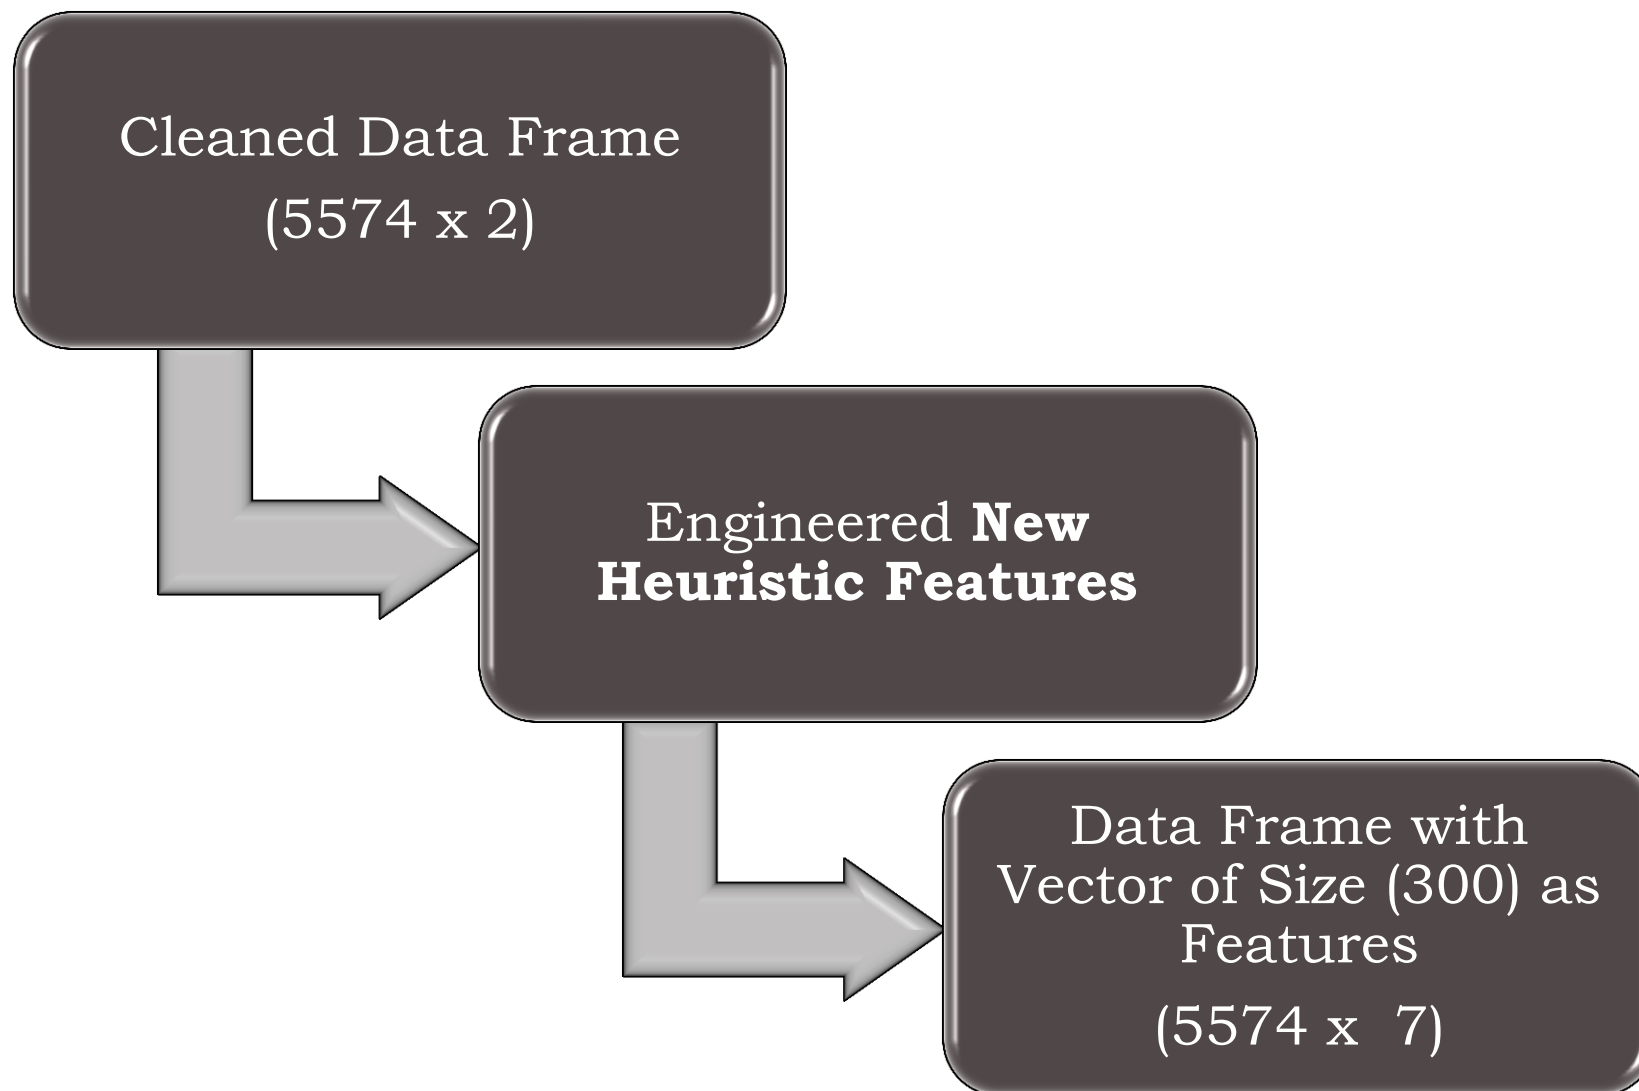 Cleaned Data Frame
(5574 x 2)
Engineered New
Heuristic Features
Data Frame with
Vector of Size (300) as
Features
(5574 x  7)